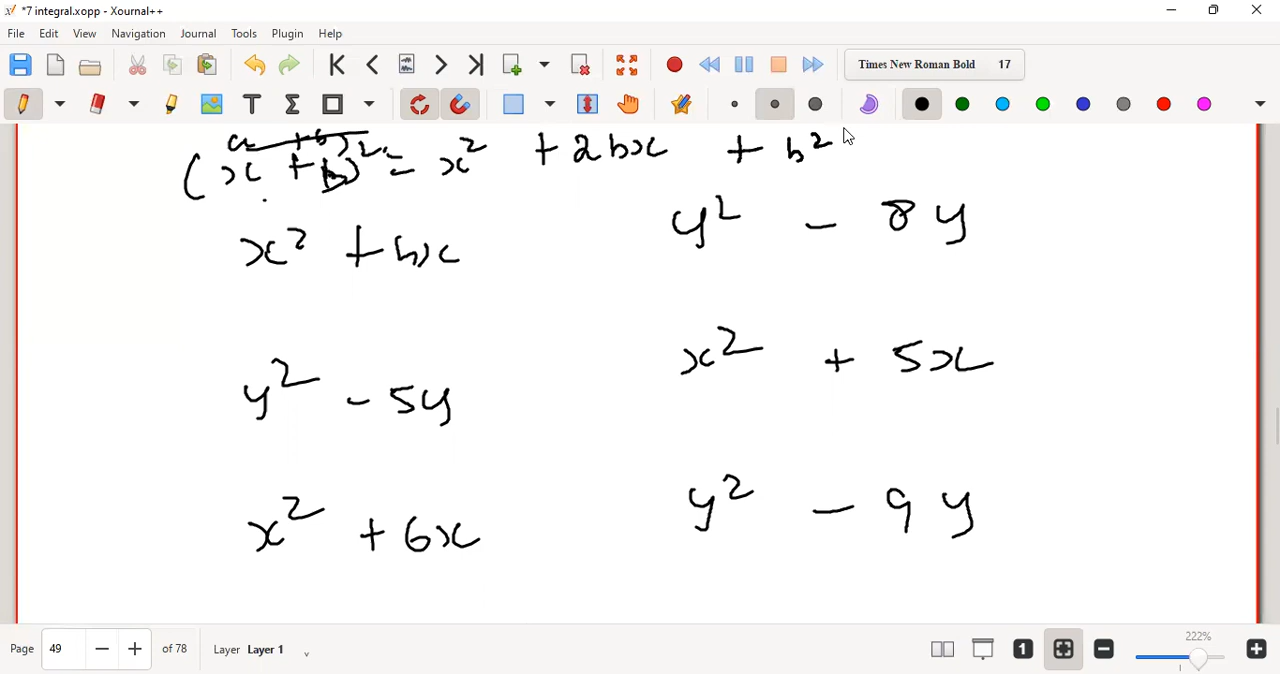 *7 integral.xopp - Xournal++
File Edit View Navigation Journal Tools Plugin Help
Times New Roman Bold 17
(x + b)² = x² + 2bx + b²
x² + bx
y² - 8y
y² - 5y
x² + 5x
x² + 6x
y² - 9y
Page 49 of 78 Layer Layer 1 222%